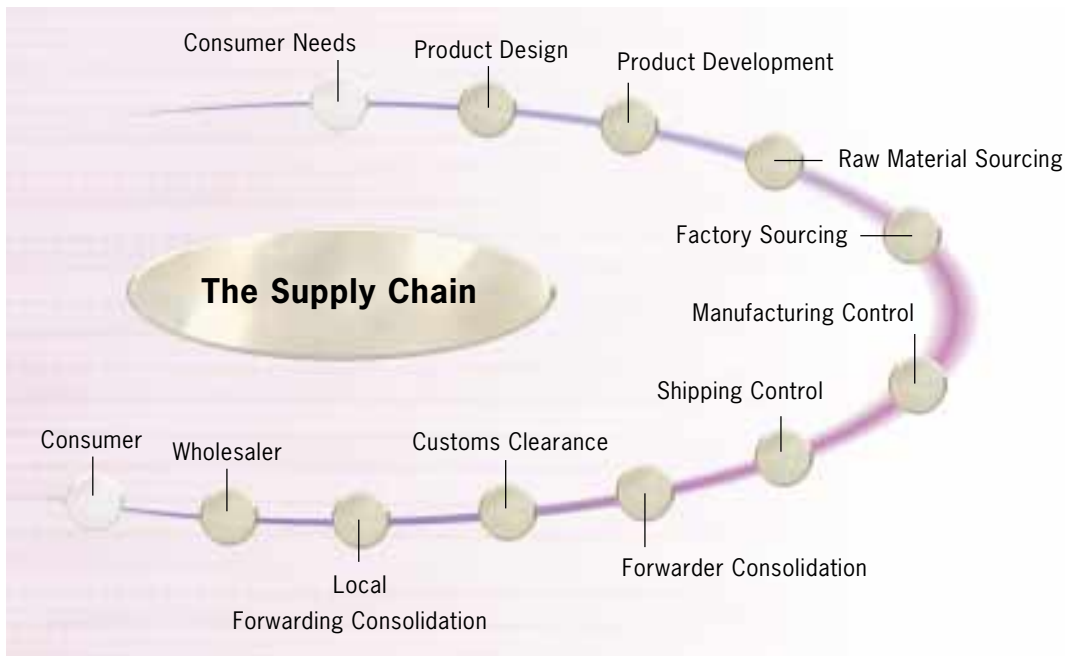 Consumer Needs
Product Design
Product Development
Raw Material Sourcing
Factory Sourcing
The Supply Chain
Manufacturing Control
Shipping Control
Consumer
Wholesaler
Customs Clearance
Forwarder Consolidation
Local
Forwarding Consolidation